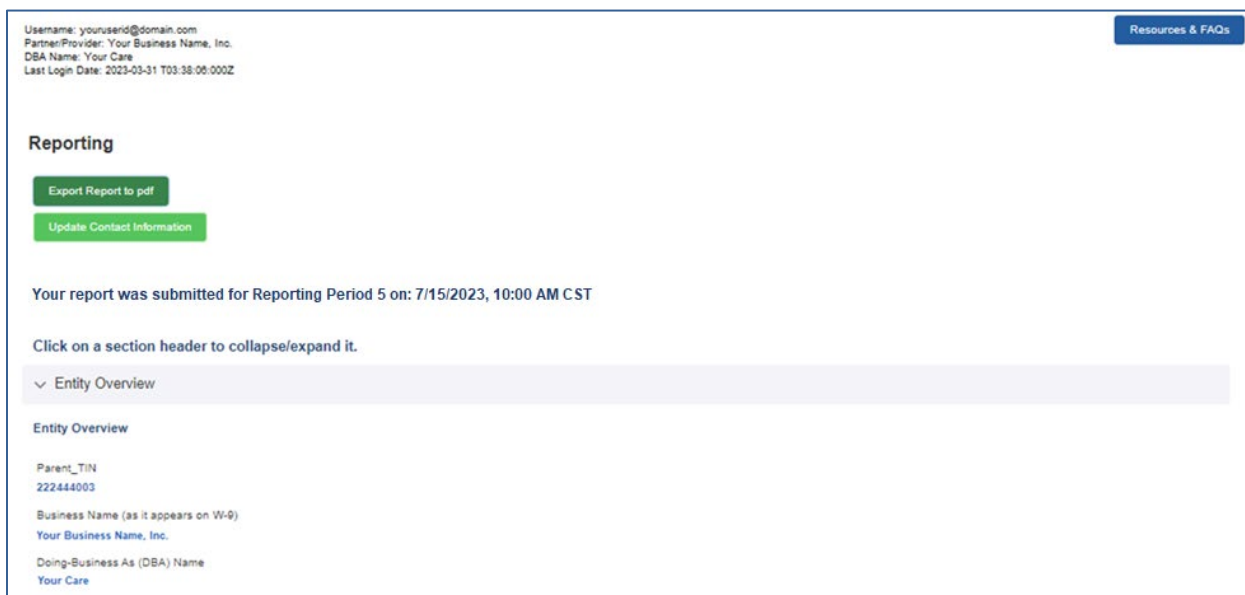 Username: youruserid@domain.com
Resources & FAQs
Partner/Provider: Your Business Name, Inc.
DBA Name: Your Care
Last Login Date: 2023-03-31 T03:38:06:000Z
Reporting
Export Report to pdf
Update Contact Information
Your report was submitted for Reporting Period 5 on: 7/15/2023, 10:00 AM CST
Click on a section header to collapse/expand it.
Entity Overview
Entity Overview
Parent_TIN
222444003
Business Name (as it appears on W-9)
Your Business Name, Inc.
Doing-Business As (DBA) Name
Your Care